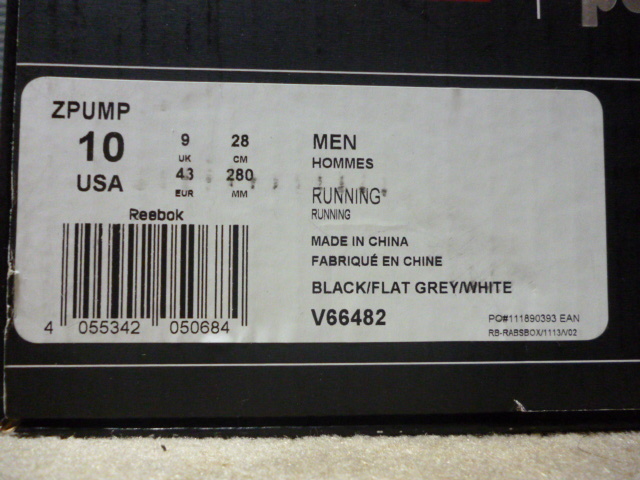 ZPUMP
10
USA
9
UK
43
EUR
28
CM
280
MM
Reebok
4 055342 050684
MEN
HOMMES
RUNNING
RUNNING
MADE IN CHINA
FABRIQUÉ EN CHINE
BLACK/FLAT GREY/WHITE
V66482
PO#111890393 EAN
RB-RABSBOX/1113/V02